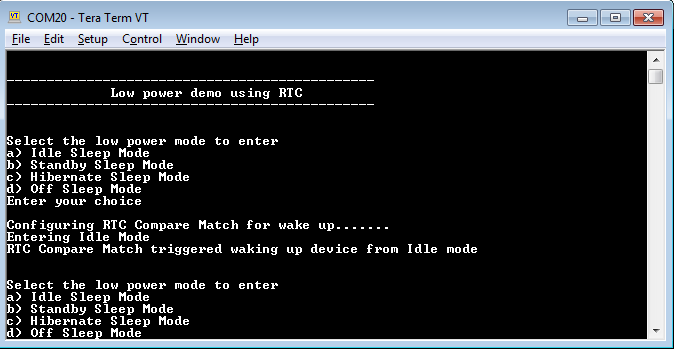 VT COM20 - Tera Term VT
File Edit Setup Control Window Help
------------------------------------------------
Low power demo using RTC
------------------------------------------------
Select the low power mode to enter
a) Idle Sleep Mode
b) Standby Sleep Mode
c) Hibernate Sleep Mode
d) Off Sleep Mode
Enter your choice
Configuring RTC Compare Match for wake up.......
Entering Idle Mode
RTC Compare Match triggered waking up device from Idle mode
Select the low power mode to enter
a) Idle Sleep Mode
b) Standby Sleep Mode
c) Hibernate Sleep Mode
d) Off Sleep Mode